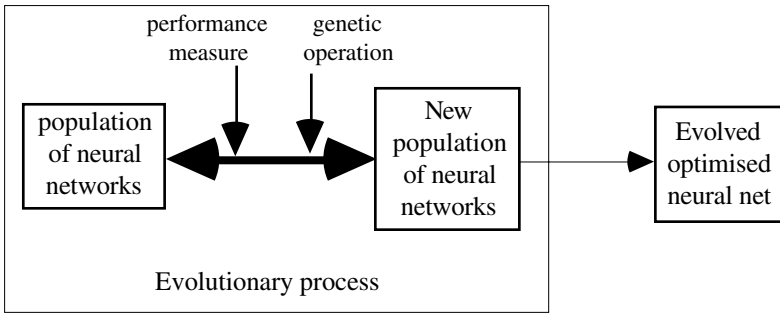 performance
measure
genetic
operation
population
of neural
networks
New
population
of neural
networks
Evolved
optimised
neural net
Evolutionary process